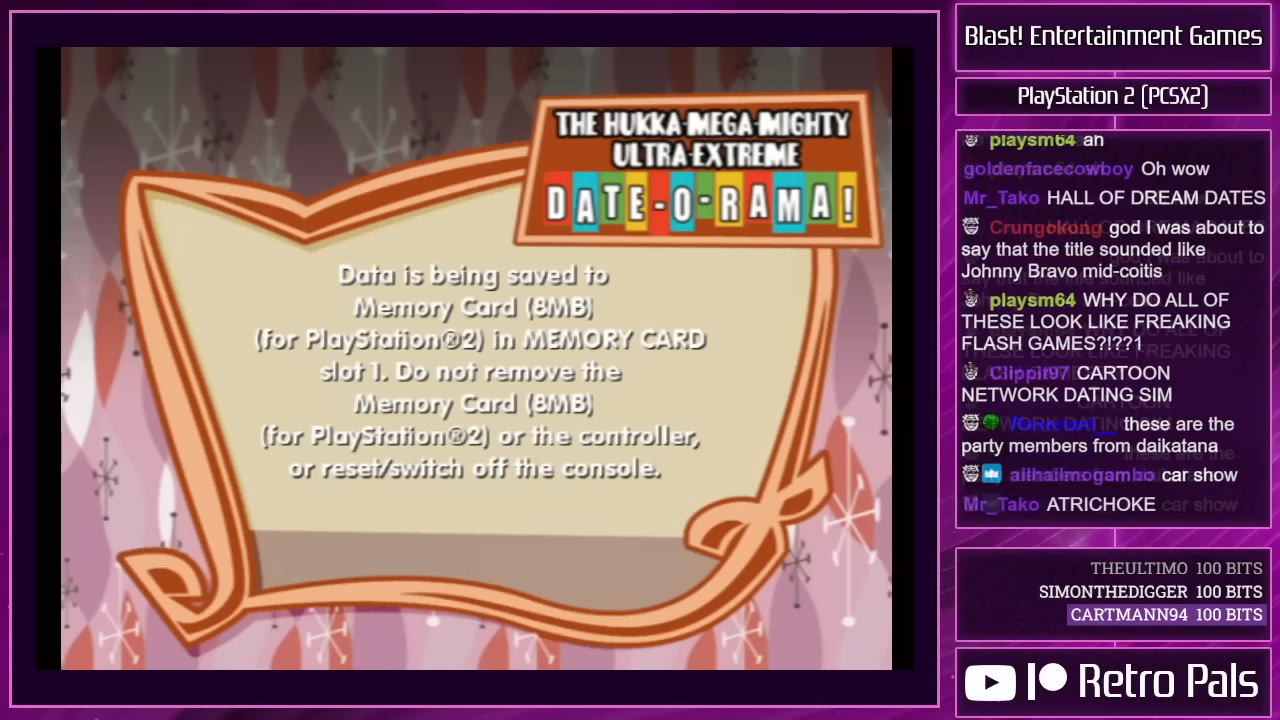 THE HUKKA-MEGA-MIGHTY
ULTRA-EXTREME
DATE-O-RAMA!
Data is being saved to
Memory Card (8MB)
(for PlayStation®2) in MEMORY CARD
slot 1. Do not remove the
Memory Card (8MB)
(for PlayStation®2) or the controller,
or reset/switch off the console.
Blast! Entertainment Games
PlayStation 2 (PCSX2)
playsm64 ah
goldenfacecowboy Oh wow
Mr_Tako HALL OF DREAM DATES
Crungokong god I was about to
say that the title sounded like
Johnny Bravo mid-coitis
playsm64 WHY DO ALL OF
THESE LOOK LIKE FREAKING
FLASH GAMES?!??1
Clippit97 CARTOON
NETWORK DATING SIM
these are the
party members from daikatana
allhailmogambo car show
Mr_Tako ATRICHOKE
THEULTIMO 100 BITS
SIMONTHEDIGGER 100 BITS
CARTMANN94 100 BITS
Retro Pals